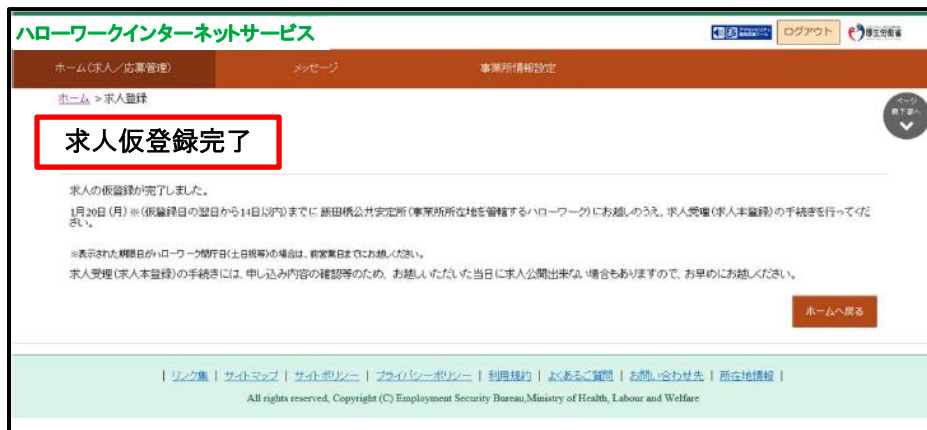 ハローワークインターネットサービス
ログアウト
厚生労働省
ホーム(求人/応募管理)
メッセージ
事業所情報設定
ホーム >求人登録
ページ
最下部へ
求人仮登録完了
求人の仮登録が完了しました。
1月20日(月)※(仮登録日の翌日から14日以内)までに飯田橋公共安定所(事業所所在地を管轄するハローワーク)にお越しのうえ、求人受理(求人本登録)の手続きを行ってくだ
さい。
※表示された期限日がハローワーク閉庁日(土日祝等)の場合は、前営業日までにお越しください。
求人受理(求人本登録)の手続きには、申し込み内容の確認等のため、お越しいただいた当日に求人公開出来ない場合もありますので、お早めにお越しください。
ホームへ戻る
| リンク集 | サイトマップ | サイトポリシー | プライバシーポリシー | 利用規約 | よくあるご質問 | お問い合わせ先 | 所在地情報 |
All rights reserved, Copyright (C) Employment Security Bureau,Ministry of Health, Labour and Welfare